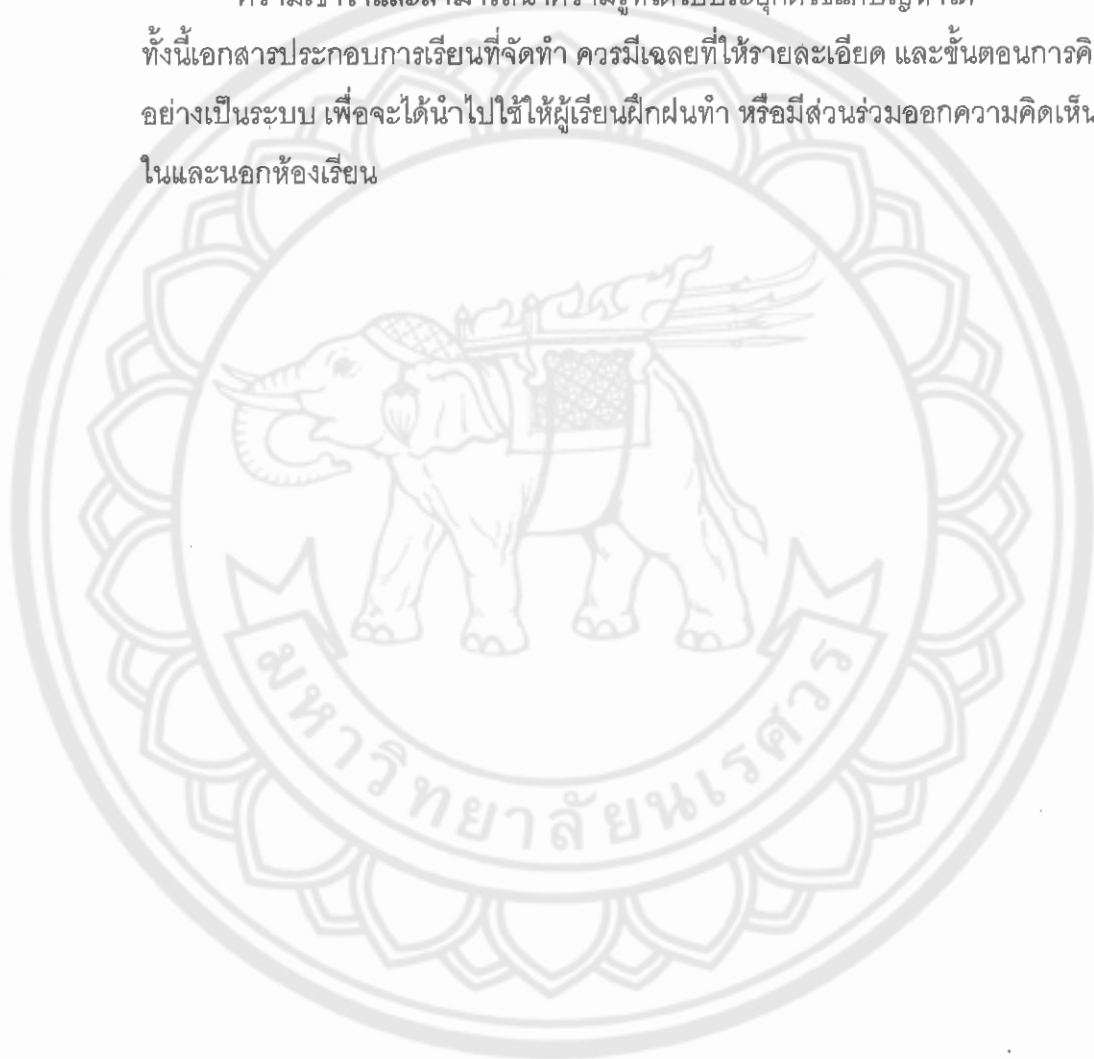 ทั้งนี้เอกสารประกอบการเรียนที่จัดทำ ควรมีเฉลยที่ให้รายละเอียด และขั้นตอนการคิ
อย่างเป็นระบบ เพื่อจะได้นำไปใช้ให้ผู้เรียนฝึกฝนทำ หรือมีส่วนร่วมออกความคิดเห็น
ในและนอกห้องเรียน
มหาวิทยาลัยนเรศวร